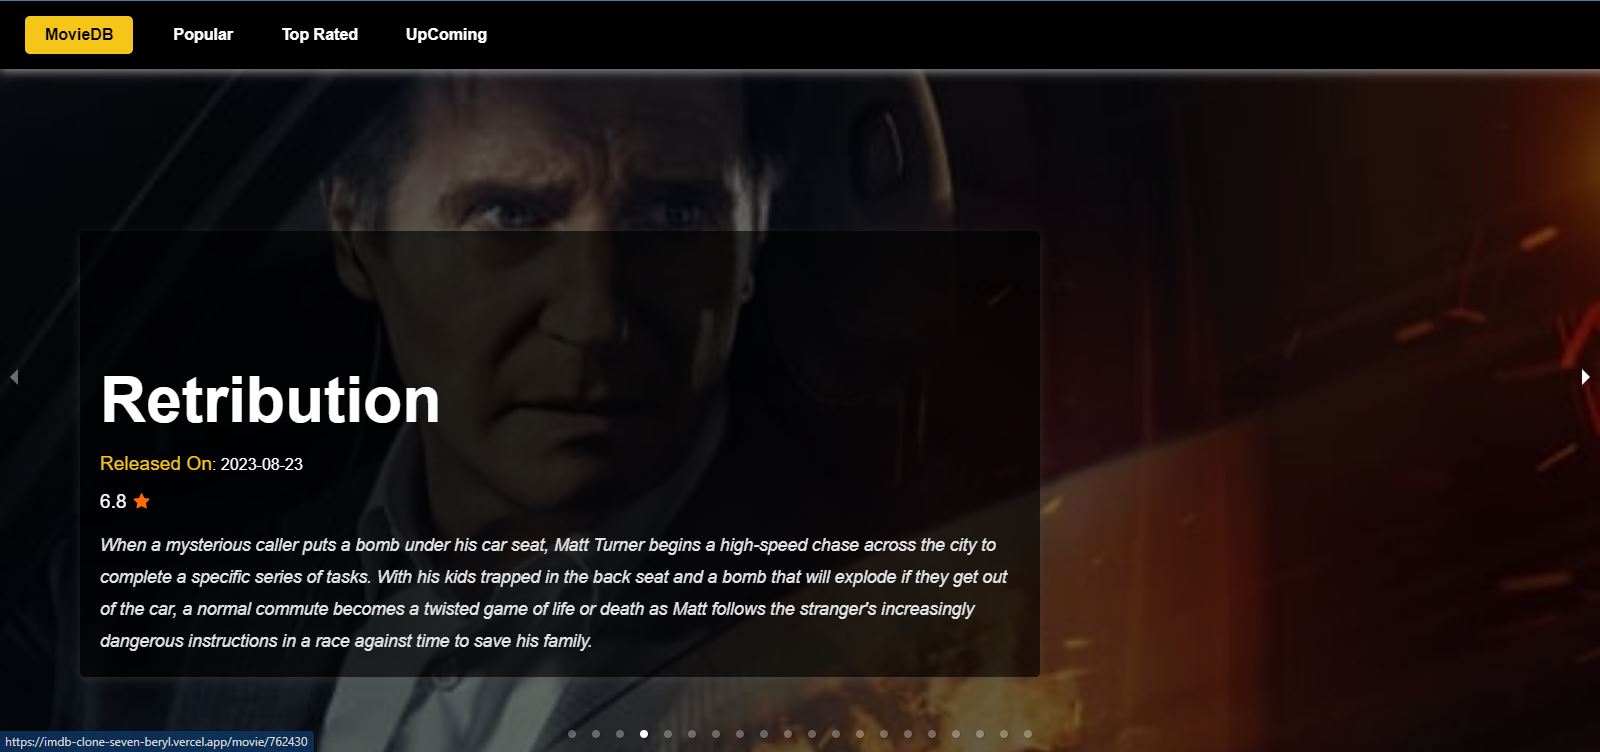 MovieDB Popular Top Rated UpComing
Retribution
Released On: 2023-08-23
6.8
When a mysterious caller puts a bomb under his car seat, Matt Turner begins a high-speed chase across the city to
complete a specific series of tasks. With his kids trapped in the back seat and a bomb that will explode if they get out
of the car, a normal commute becomes a twisted game of life or death as Matt follows the stranger's increasingly
dangerous instructions in a race against time to save his family.
https://imdb-clone-seven-beryl.vercel.app/movie/762430